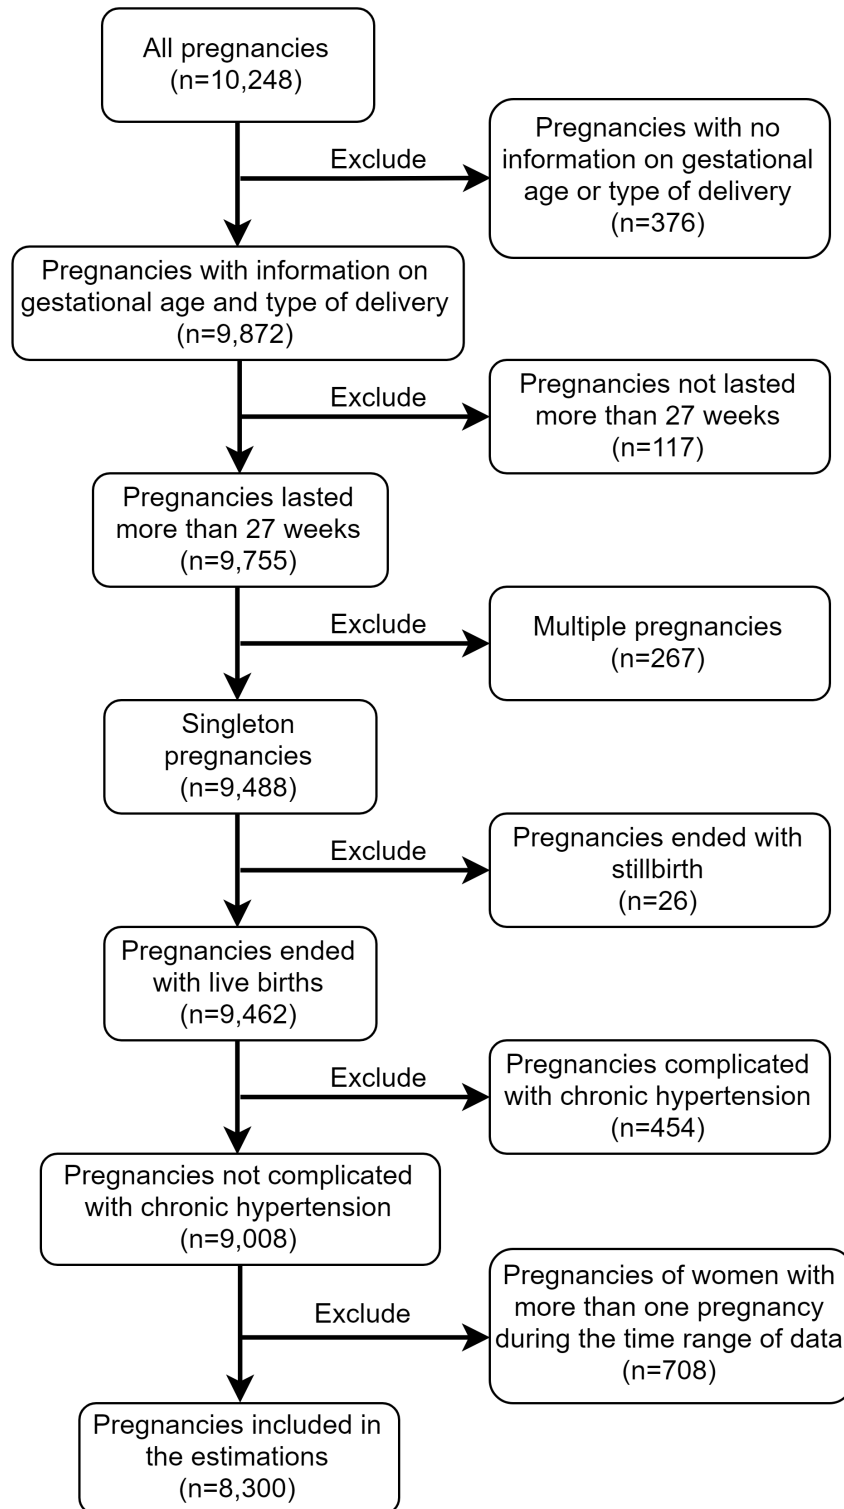 All pregnancies
(n=10,248)
Exclude
Pregnancies with no
information on gestational
age or type of delivery
(n=376)
Pregnancies with information on
gestational age and type of delivery
(n=9,872)
Exclude
Pregnancies not lasted
more than 27 weeks
(n=117)
Pregnancies lasted
more than 27 weeks
(n=9,755)
Exclude
Multiple pregnancies
(n=267)
Singleton
pregnancies
(n=9,488)
Exclude
Pregnancies ended with
stillbirth
(n=26)
Pregnancies ended
with live births
(n=9,462)
Exclude
Pregnancies complicated
with chronic hypertension
(n=454)
Pregnancies not complicated
with chronic hypertension
(n=9,008)
Exclude
Pregnancies of women with
more than one pregnancy
during the time range of data
(n=708)
Pregnancies included in
the estimations
(n=8,300)